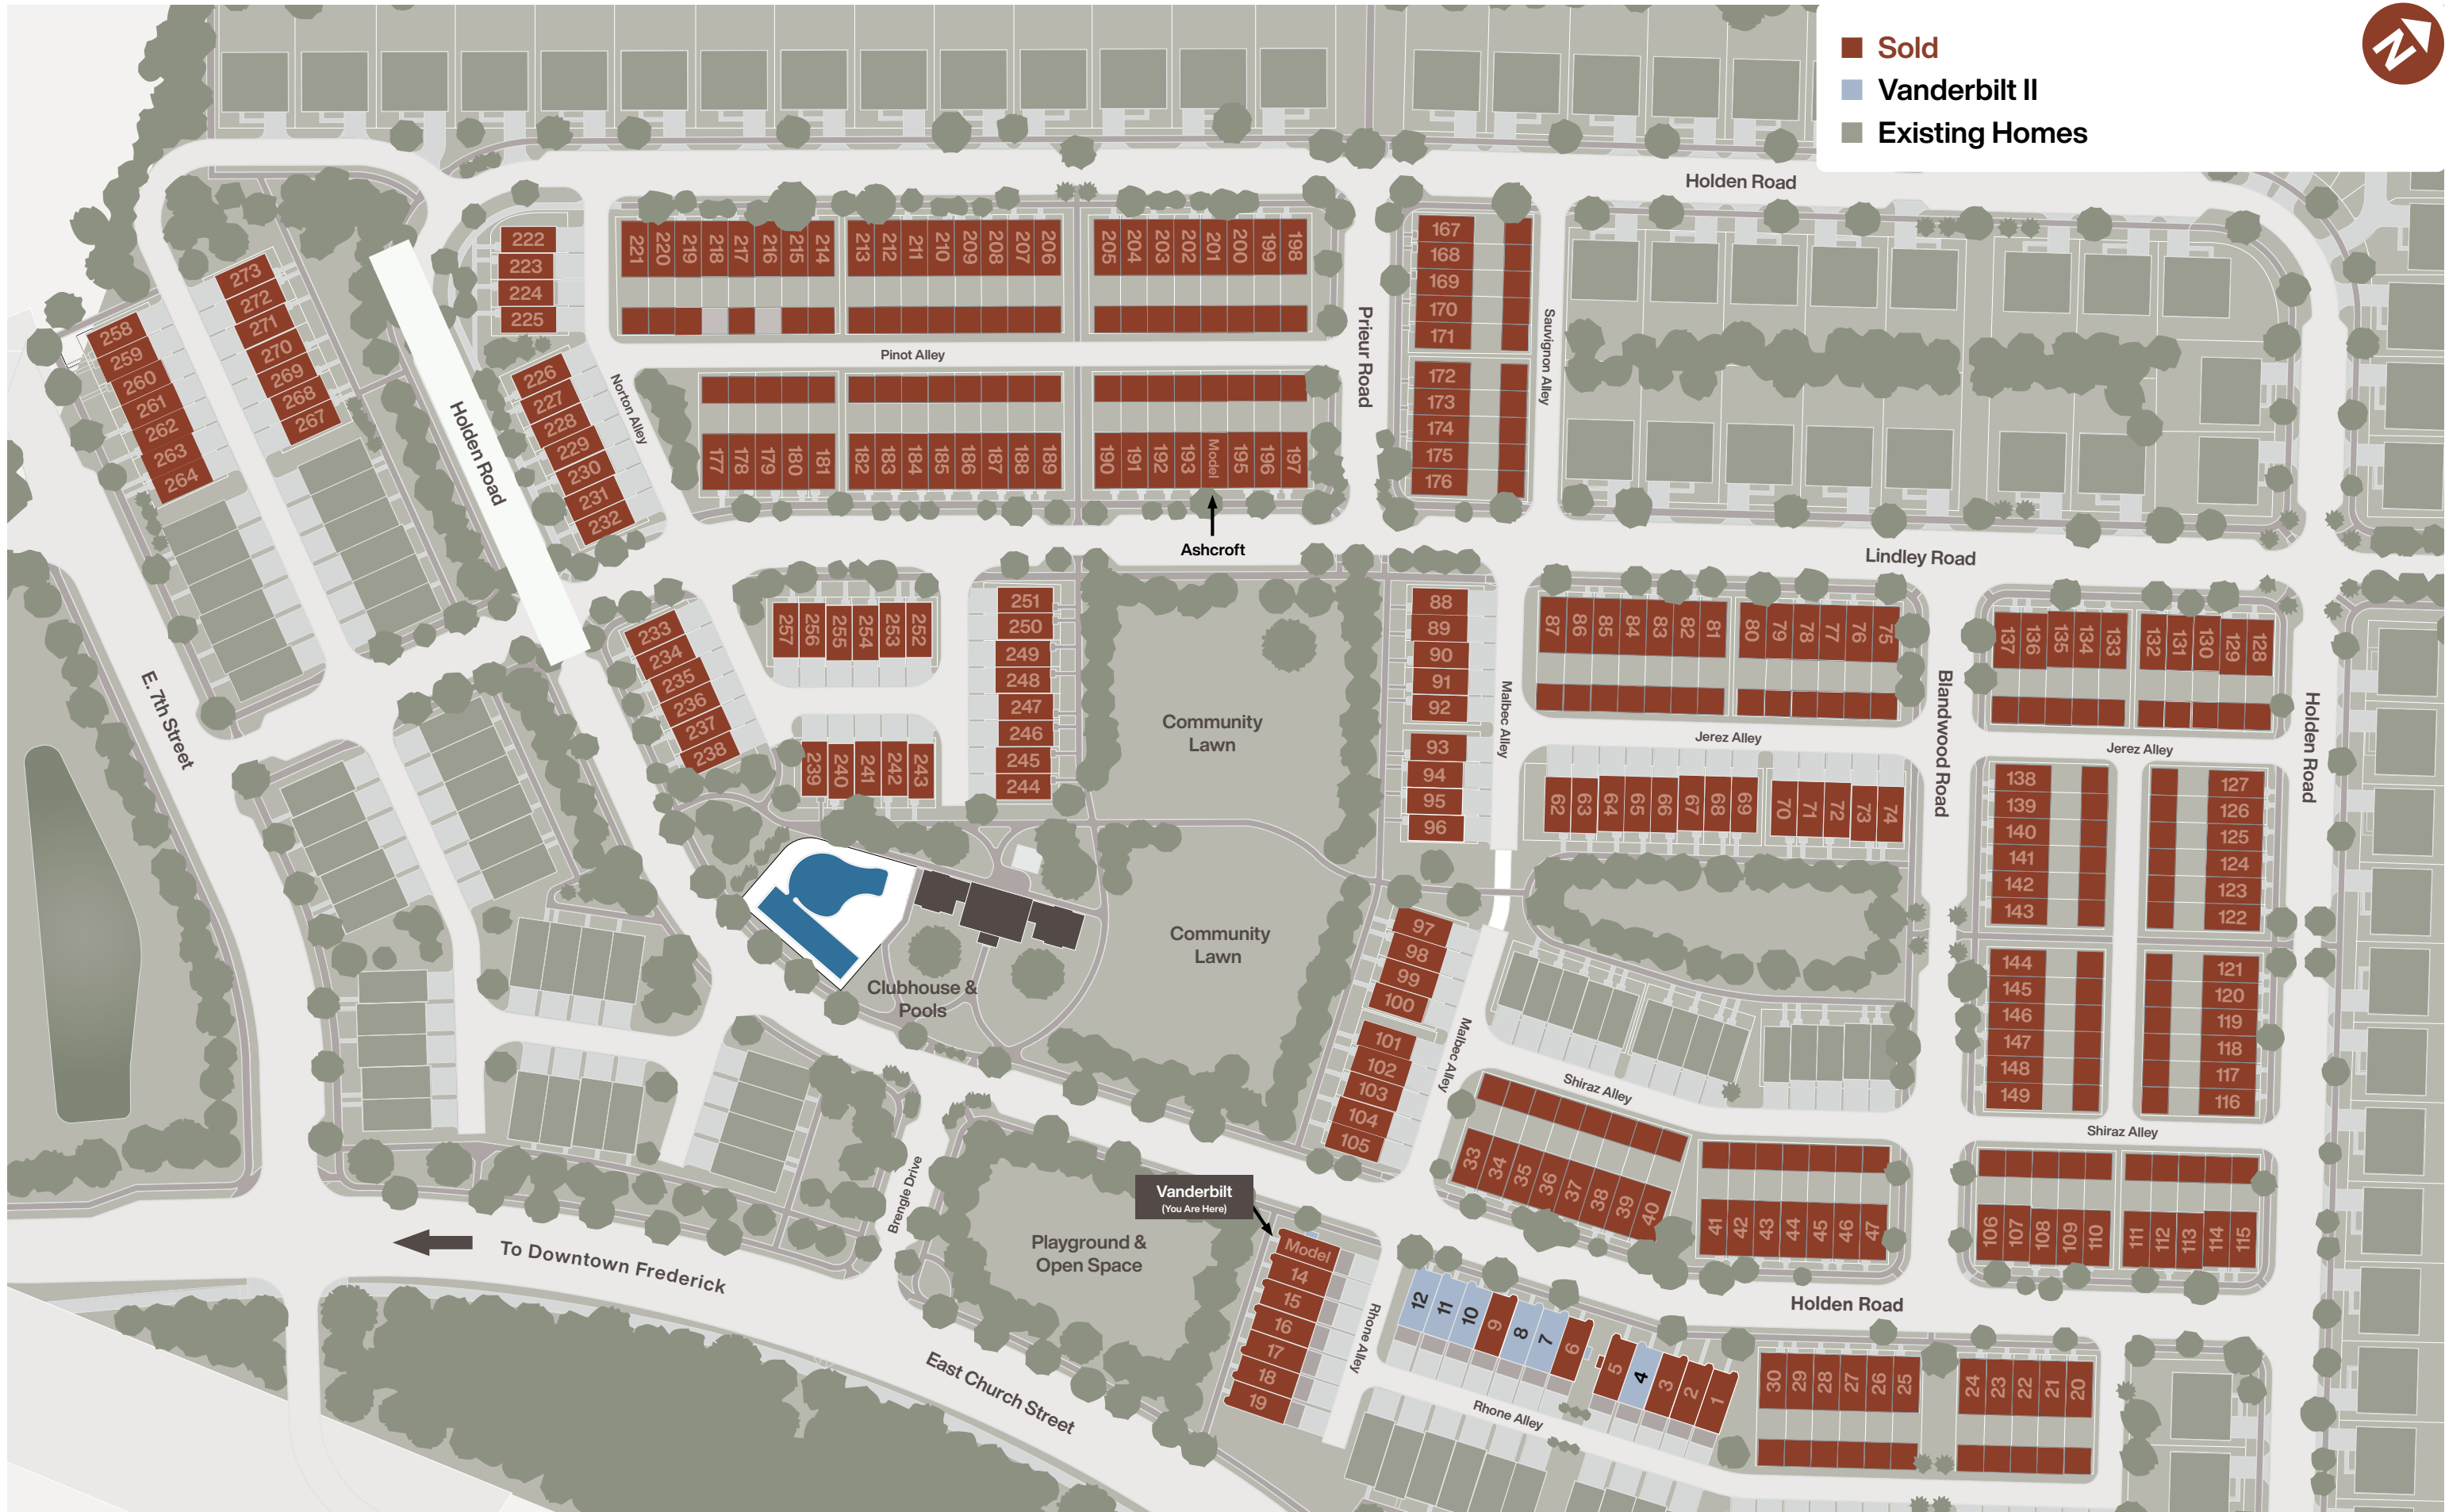 Sold
Vanderbilt II
Existing Homes
N
Holden Road
222
223
224
225
221 220 219 218 217 216 215 214
213 212 211 210 209 208 207 206
205 204 203 202 201 200 199 198
167
168
169
170
171
172
173
174
175
176
Prieur Road
Sauvignon Alley
Pinot Alley
273
272
271
270
269
268
267
258
259
260
261
262
263
264
Holden Road
226
227
228
229
230
231
232
Norton Alley
177 178 179 180 181
182 183 184 185 186 187 188 189
190 191 192 193 Model 195 196 197
Ashcroft
Lindley Road
E. 7th Street
233
234
235
236
237
238
257 256 255 254 253 252
239 240 241 242 243
251
250
249
248
247
246
245
244
Community
Lawn
88
89
90
91
92
93
94
95
96
Malbec Alley
87 86 85 84 83 82 81
80 79 78 77 76 75
Jerez Alley
62 63 64 65 66 67 68 69
70 71 72 73 74
Blandwood Road
137 136 135 134 133
132 131 130 129 128
Holden Road
Jerez Alley
138
139
140
141
142
143
127
126
125
124
123
122
144
145
146
147
148
149
121
120
119
118
117
116
Shiraz Alley
Community
Lawn
Clubhouse &
Pools
97
98
99
100
101
102
103
104
105
Malbec Alley
Shiraz Alley
33 34 35 36 37 38 39 40
41 42 43 44 45 46 47
106 107 108 109 110
111 112 113 114 115
Holden Road
Brengle Drive
Vanderbilt
(You Are Here)
Playground &
Open Space
To Downtown Frederick
East Church Street
Model
14
15
16
17
18
19
Rhone Alley
12 11 10 9 8 7 6
5 4 3 2 1
Rhone Alley
30 29 28 27 26 25
24 23 22 21 20